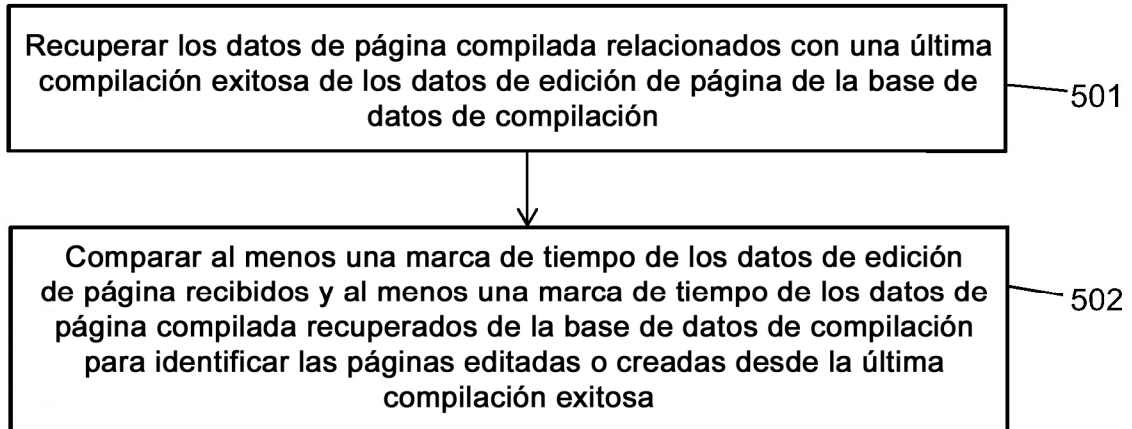 Recuperar los datos de página compilada relacionados con una última
compilación exitosa de los datos de edición de página de la base de
datos de compilación
501
Comparar al menos una marca de tiempo de los datos de edición
de página recibidos y al menos una marca de tiempo de los datos de
página compilada recuperados de la base de datos de compilación
para identificar las páginas editadas o creadas desde la última
compilación exitosa
502